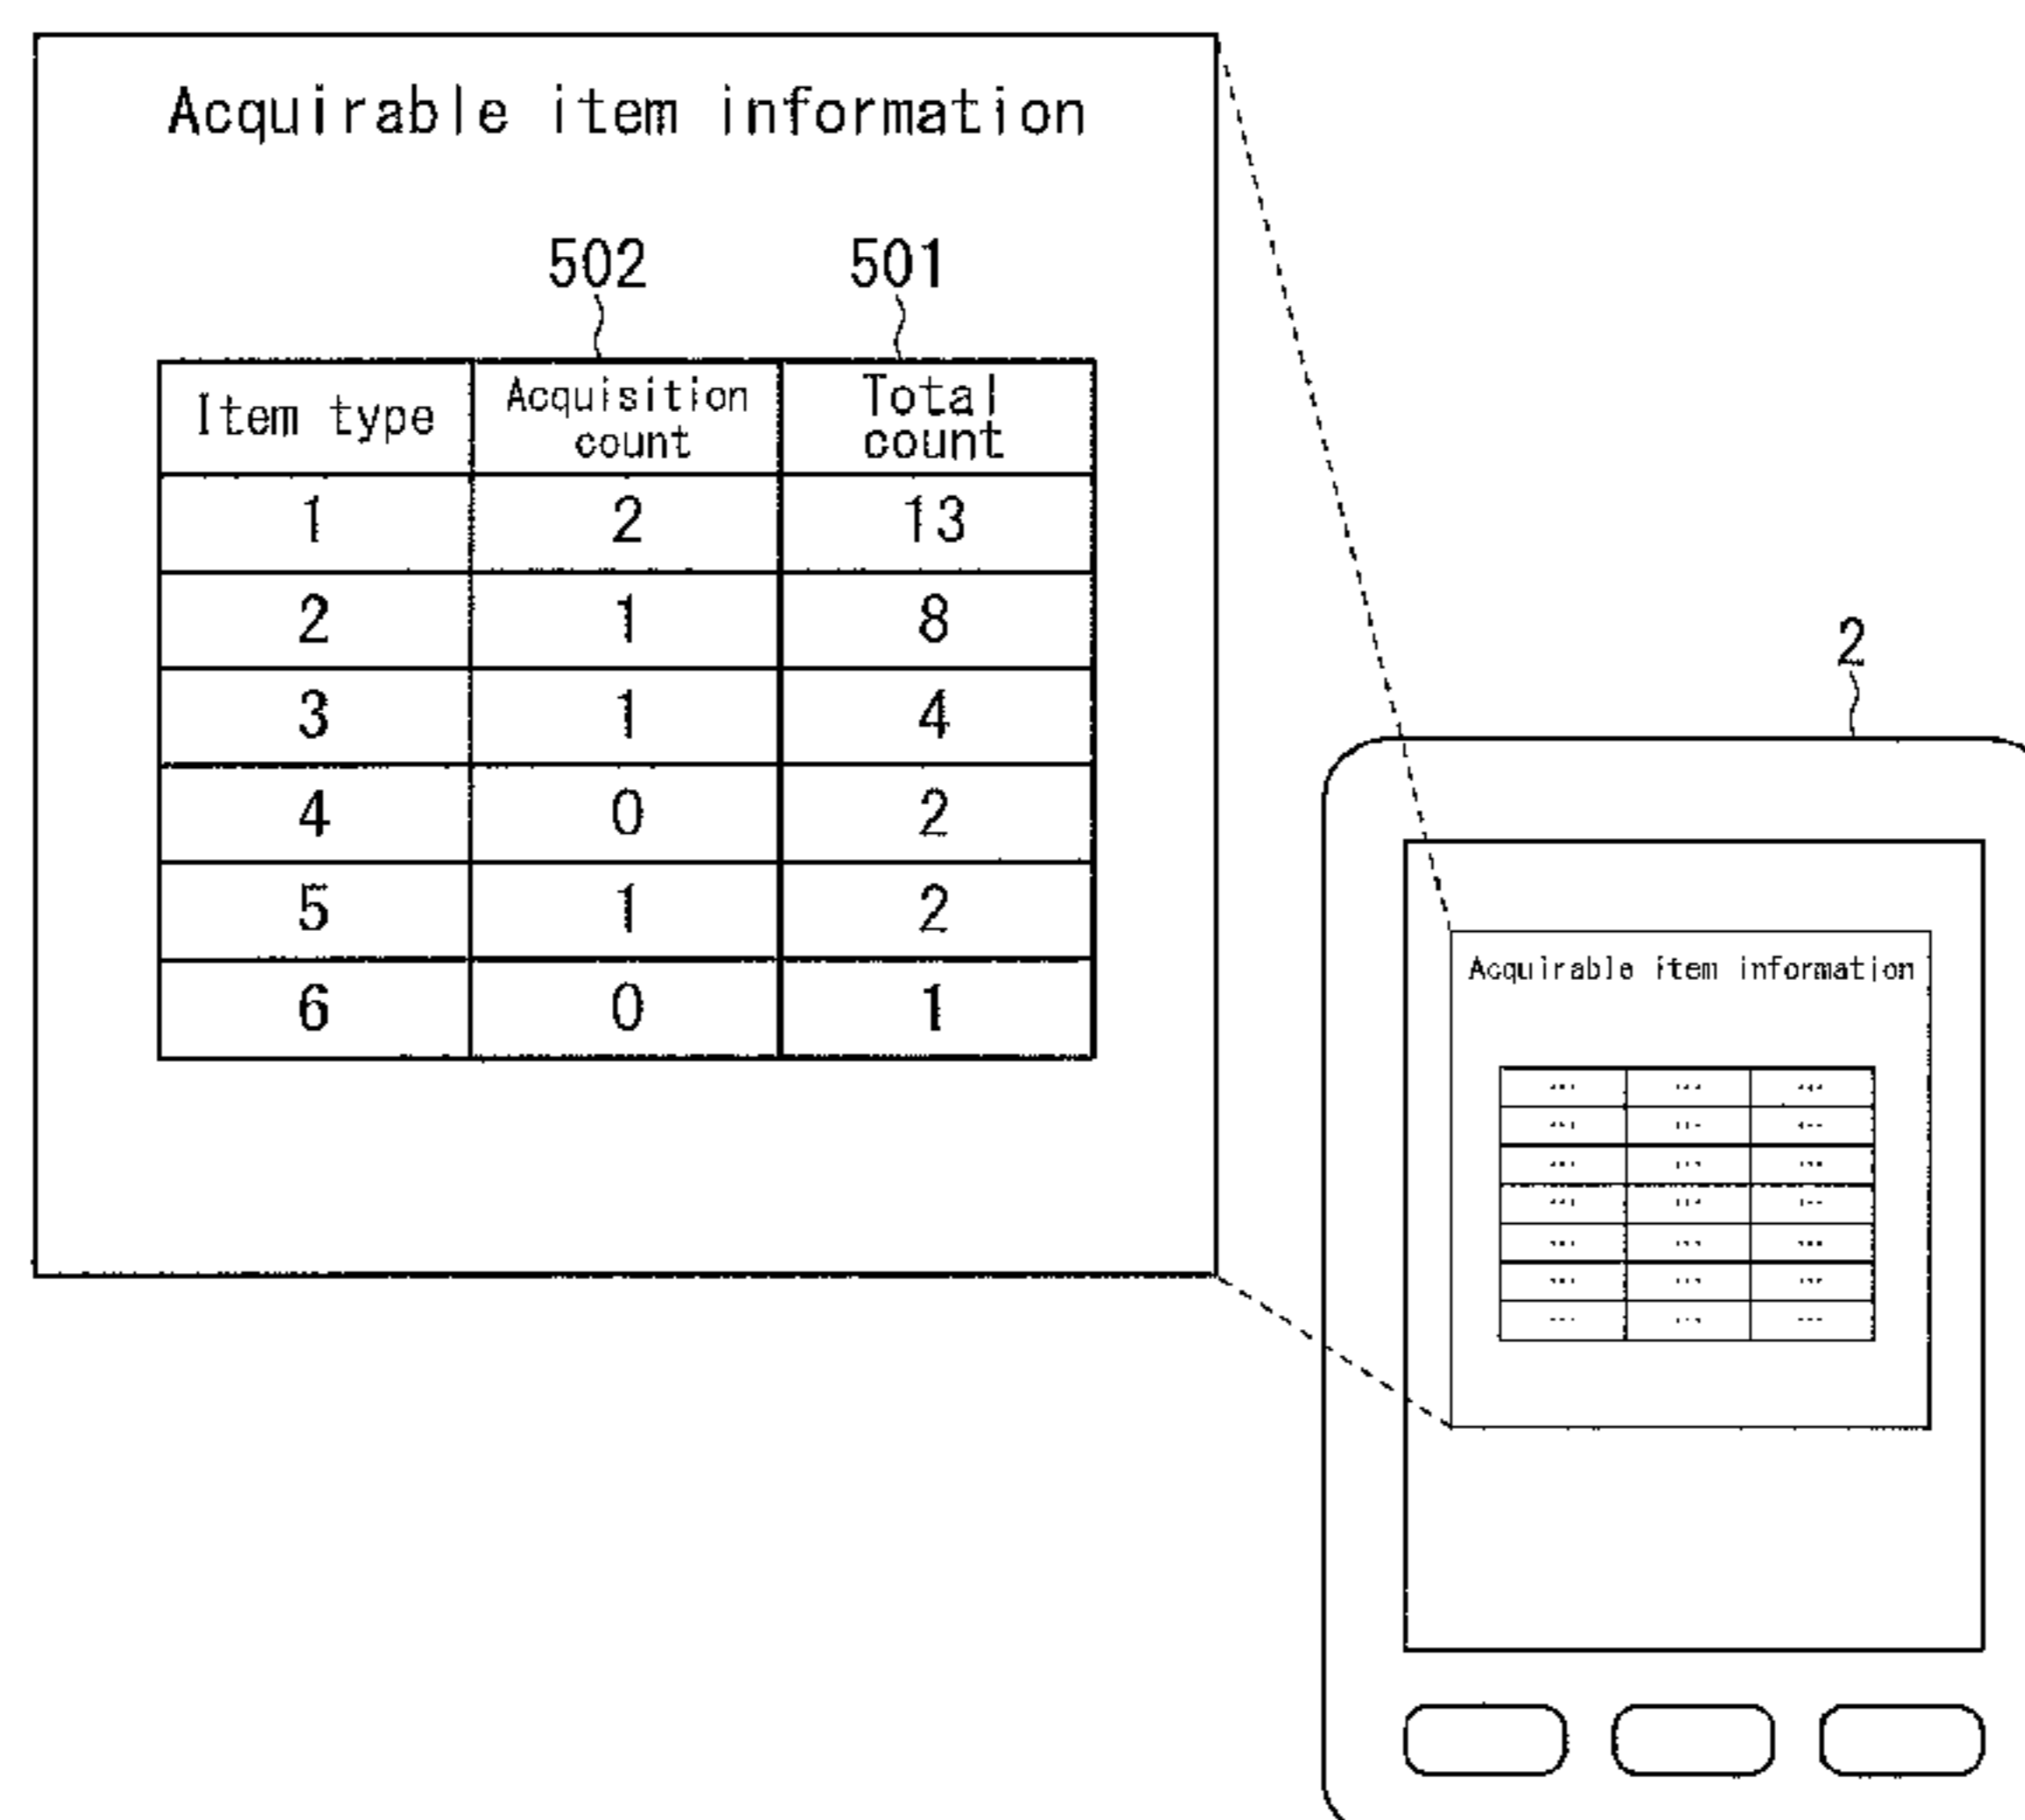 Acquirable item information
502 501
Item type Acquisition count Total count
1 2 13
2 1 8
3 1 4
4 0 2
5 1 2
6 0 1
2
Acquirable item information